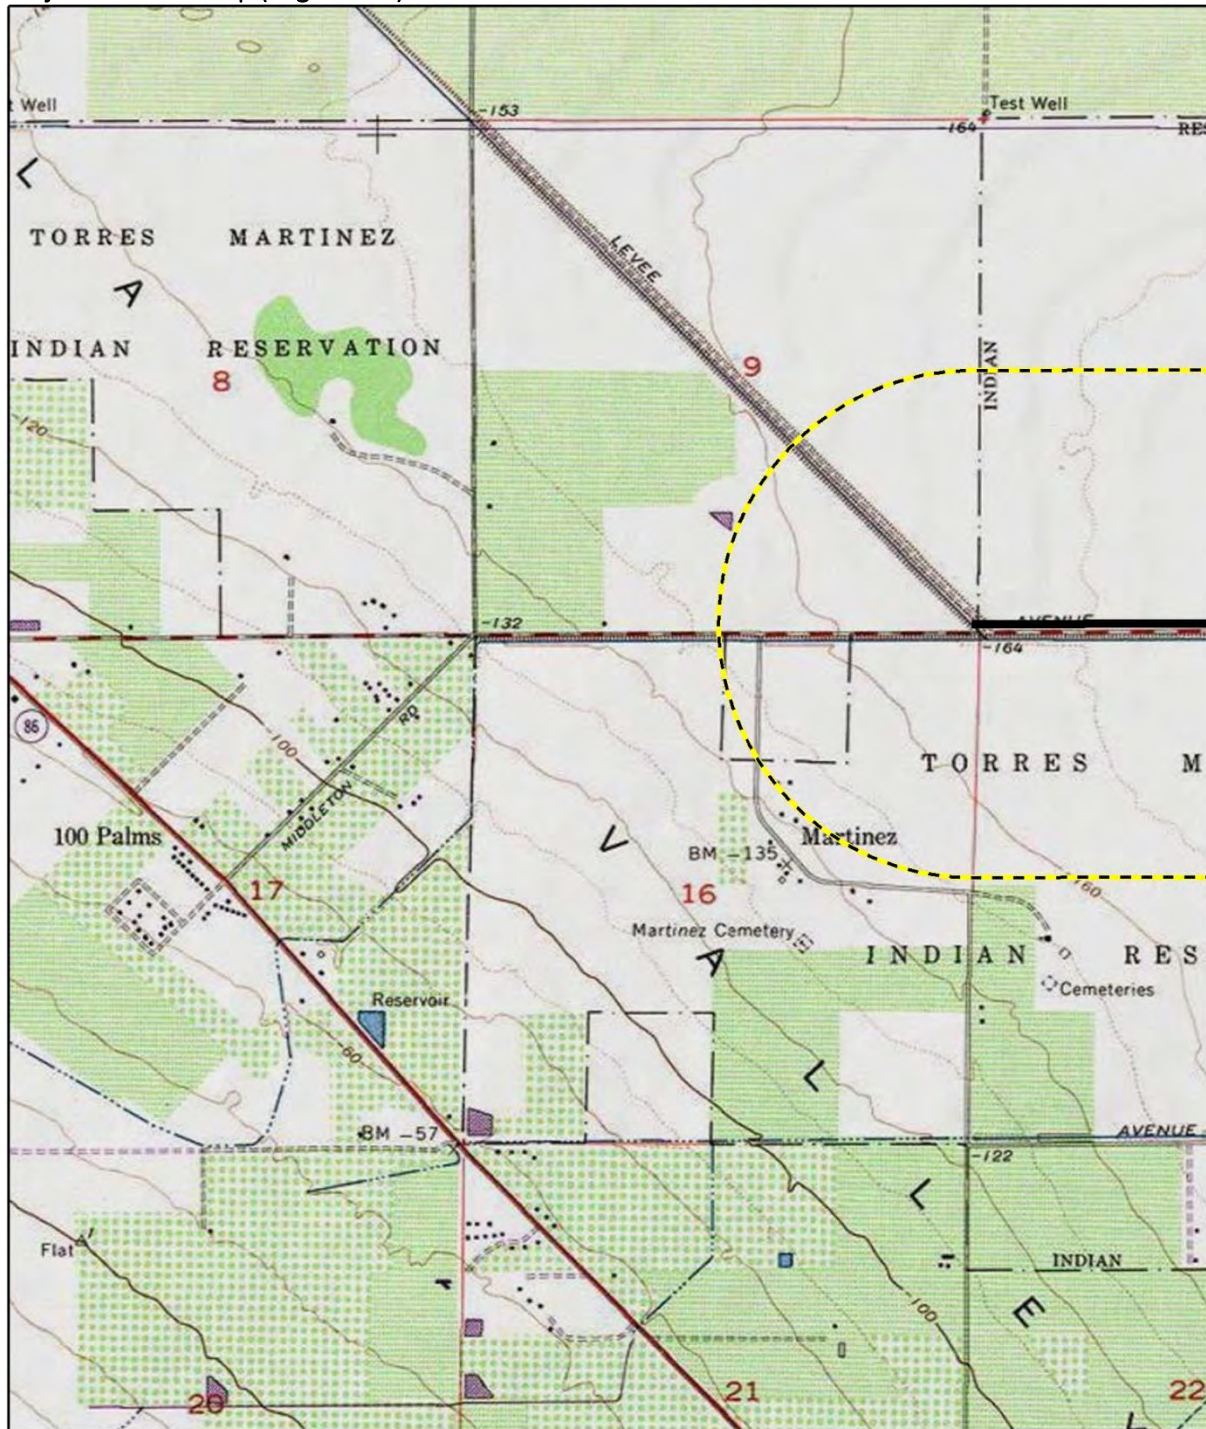 Well
-153
Test Well
-164
L
TORRES MARTINEZ
LEVEE
A
INDIAN RESERVATION
INDIAN
8
9
-120
-132
AVENUE
-164
RD
86
-100
TORRES M
MIDDLETON
100 Palms
V
Martinez
BM -135
17
16
-160
Martinez Cemetery
A
INDIAN RES
Cemeteries
Reservoir
-60
L
BM -57
AVENUE
-122
L
Flat
INDIAN
E
-100
20
21
22